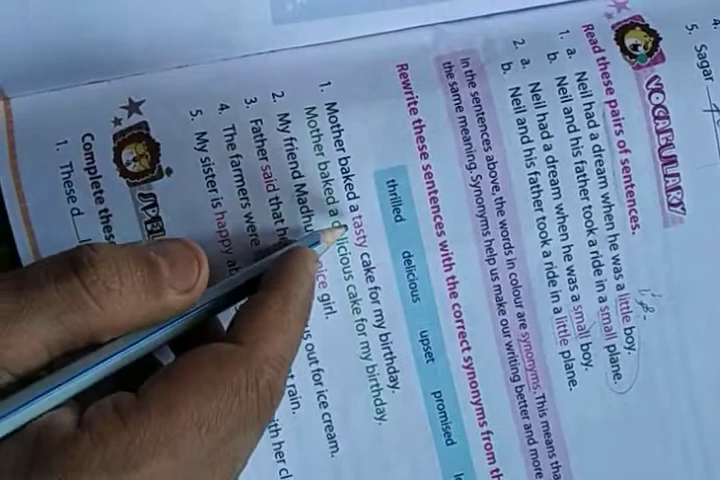 4.
5. Sagar
VOCABULARY
Read these pairs of sentences.
1. a. Neil had a dream when he was a little boy.
b. Neil and his father took a ride in a small plane.
2. a. Neil had a dream when he was a small boy.
b. Neil and his father took a ride in a little plane.
In the sentences above, the words in colour are synonyms. This means
the same meaning. Synonyms help us make our writing better and more
Rewrite these sentences with the correct synonyms from
thrilled delicious upset promised
1. Mother baked a tasty cake for my birthday.
Mother baked a delicious cake for my birthday.
2. My friend nice girl.
3. Father said that us out for ice cream.
4. The farmers were rain.
5. My sister is happy with her
SPEL
Complete these
1. These d